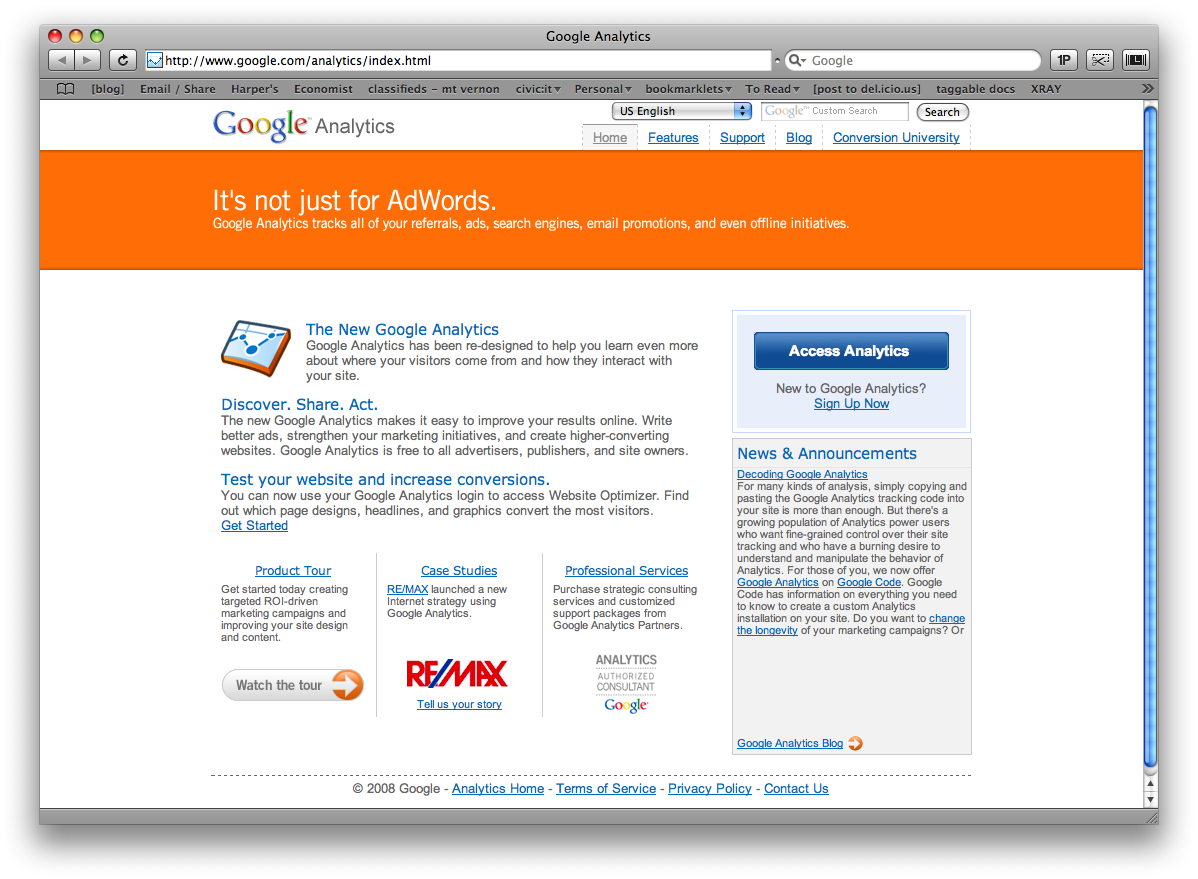 Google Analytics
http://www.google.com/analytics/index.html
Google
1P
[blog] Email / Share Harper's Economist classifieds – mt vernon civic:it Personal bookmarklets To Read [post to del.icio.us] taggable docs XRAY
Google™ Analytics
US English
Google™ Custom Search
Search
Home Features Support Blog Conversion University
It's not just for AdWords.
Google Analytics tracks all of your referrals, ads, search engines, email promotions, and even offline initiatives.
The New Google Analytics
Google Analytics has been re-designed to help you learn even more
about where your visitors come from and how they interact with
your site.
Discover. Share. Act.
The new Google Analytics makes it easy to improve your results online. Write
better ads, strengthen your marketing initiatives, and create higher-converting
websites. Google Analytics is free to all advertisers, publishers, and site owners.
Test your website and increase conversions.
You can now use your Google Analytics login to access Website Optimizer. Find
out which page designs, headlines, and graphics convert the most visitors.
Get Started
Product Tour
Get started today creating
targeted ROI-driven
marketing campaigns and
improving your site design
and content.
Watch the tour
Case Studies
RE/MAX launched a new
Internet strategy using
Google Analytics.
RE/MAX
Tell us your story
Professional Services
Purchase strategic consulting
services and customized
support packages from
Google Analytics Partners.
ANALYTICS
AUTHORIZED
CONSULTANT
Google
Access Analytics
New to Google Analytics?
Sign Up Now
News & Announcements
Decoding Google Analytics
For many kinds of analysis, simply copying and
pasting the Google Analytics tracking code into
your site is more than enough. But there's a
growing population of Analytics power users
who want fine-grained control over their site
tracking and who have a burning desire to
understand and manipulate the behavior of
Analytics. For those of you, we now offer
Google Analytics on Google Code. Google
Code has information on everything you need
to know to create a custom Analytics
installation on your site. Do you want to change
the longevity of your marketing campaigns? Or
Google Analytics Blog
© 2008 Google - Analytics Home - Terms of Service - Privacy Policy - Contact Us